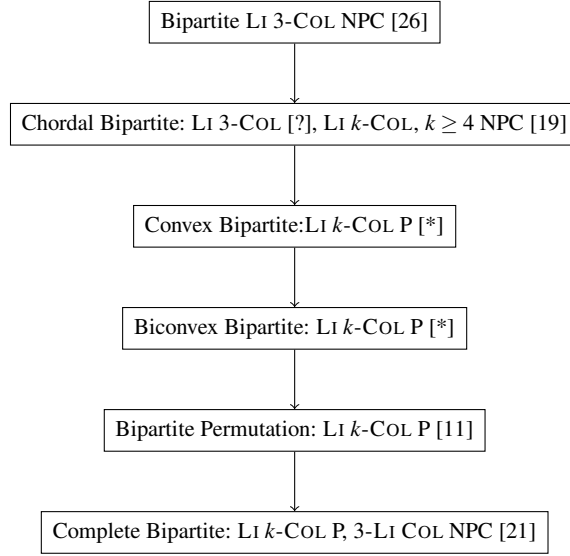 Bipartite LI 3-COL NPC [26]
Chordal Bipartite: LI 3-COL [?], LI k-COL, k ≥ 4 NPC [19]
Convex Bipartite:LI k-COL P [*]
Biconvex Bipartite: LI k-COL P [*]
Bipartite Permutation: LI k-COL P [11]
Complete Bipartite: LI k-COL P, 3-LI COL NPC [21]